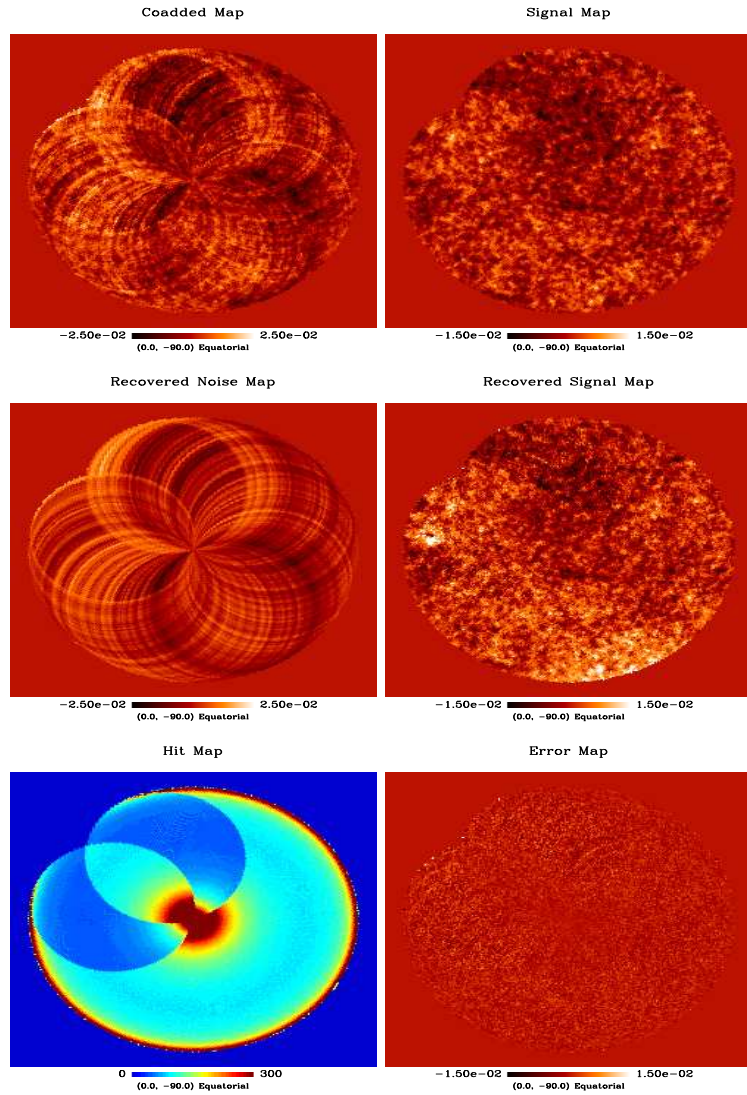 Coadded Map
Signal Map
−2.50e−02 2.50e−02
(0.0, −90.0) Equatorial
−1.50e−02 1.50e−02
(0.0, −90.0) Equatorial
Recovered Noise Map
Recovered Signal Map
−2.50e−02 2.50e−02
(0.0, −90.0) Equatorial
−1.50e−02 1.50e−02
(0.0, −90.0) Equatorial
Hit Map
Error Map
0 300
(0.0, −90.0) Equatorial
−1.50e−02 1.50e−02
(0.0, −90.0) Equatorial